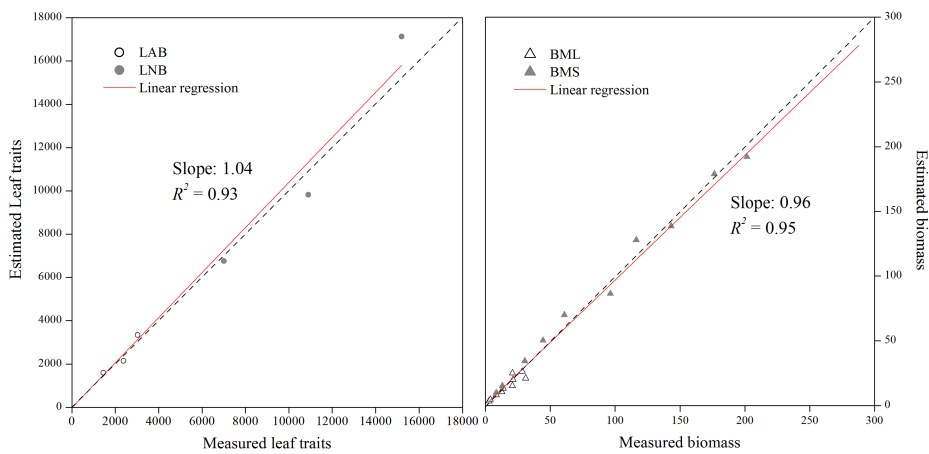 18000
16000
14000
12000
10000
8000
6000
4000
2000
0
Estimated Leaf traits
LAB
LNB
Linear regression
Slope: 1.04
R² = 0.93
0 2000 4000 6000 8000 10000 12000 14000 16000 18000
Measured leaf traits
BML
BMS
Linear regression
Slope: 0.96
R² = 0.95
300
250
200
150
100
50
0
Estimated biomass
0 50 100 150 200 250 300
Measured biomass